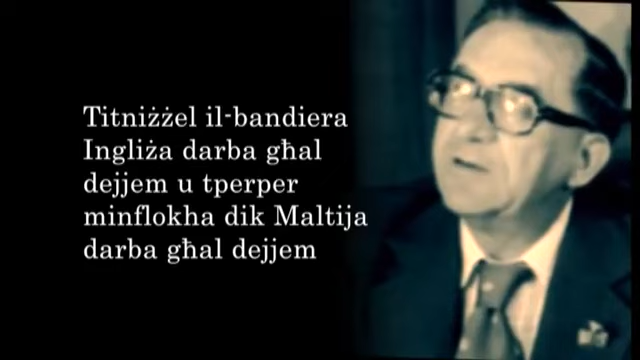 Titniżżel il-bandiera
Ingliża darba għal
dejjem u tperper
minflokha dik Maltija
darba għal dejjem